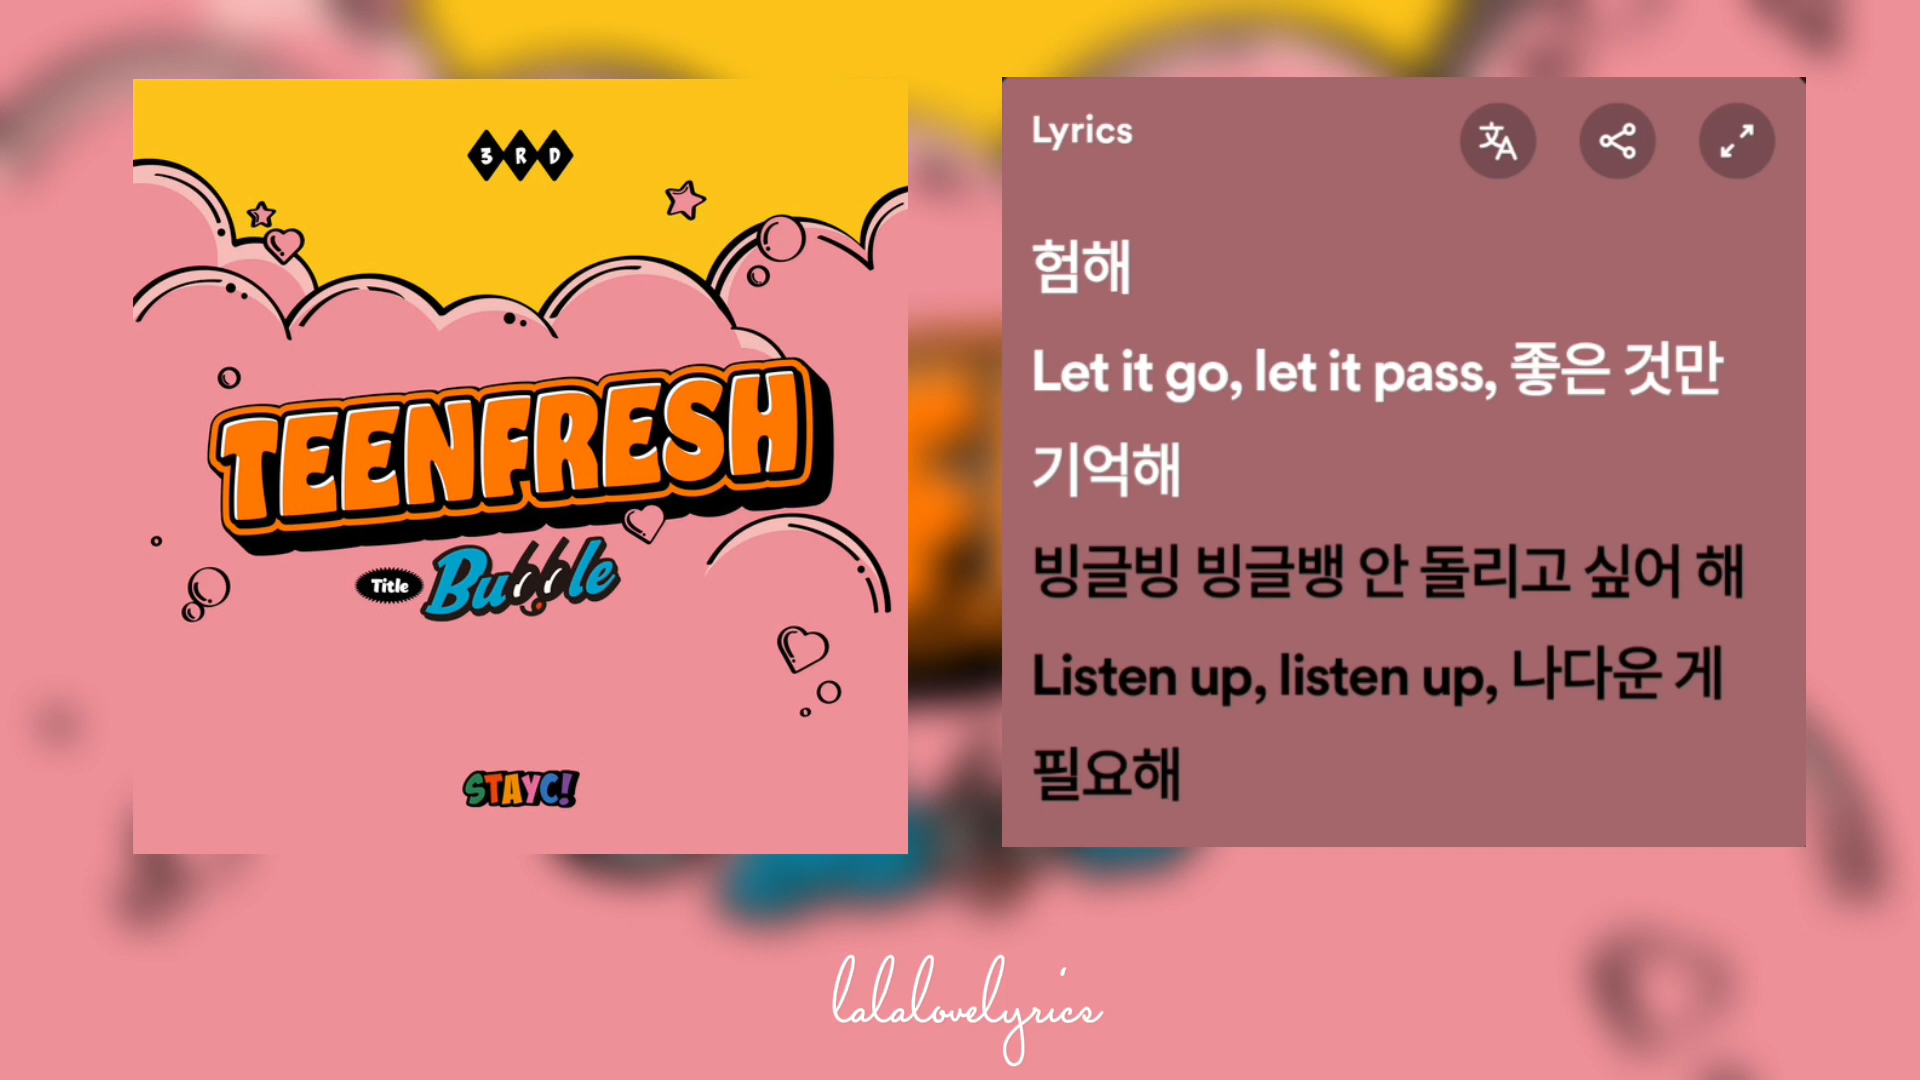 3RD
TEENFRESH
Title Bubble
STAYC!
Lyrics
험해
Let it go, let it pass, 좋은 것만
기억해
빙글빙 빙글뱅 안 돌리고 싶어 해
Listen up, listen up, 나다운 게
필요해
lalalovelyrics